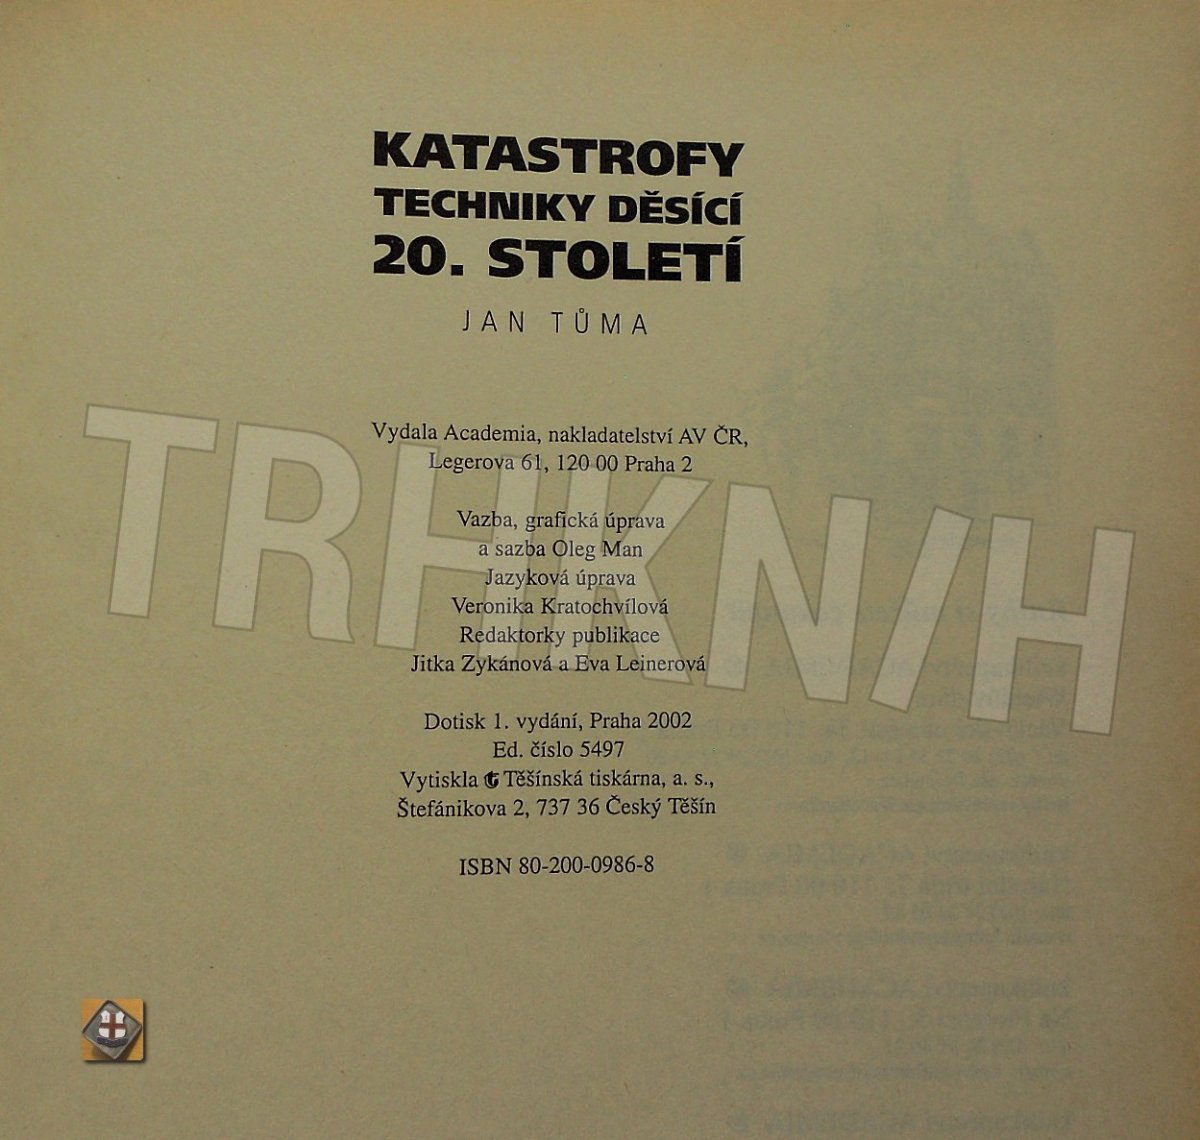 KATASTROFY
TECHNIKY DĚSÍCÍ
20. STOLETÍ
JAN TŮMA
Vydala Academia, nakladatelství AV ČR,
Legerova 61, 120 00 Praha 2
TRHKN/H
Vazba, grafická úprava
a sazba Oleg Man
Jazyková úprava
Veronika Kratochvílová
Redaktorky publikace
Jitka Zykánová a Eva Leinerová
Dotisk 1. vydání, Praha 2002
Ed. číslo 5497
Vytiskla Těšínská tiskárna, a. s.,
Štefánikova 2, 737 36 Český Těšín
ISBN 80-200-0986-8